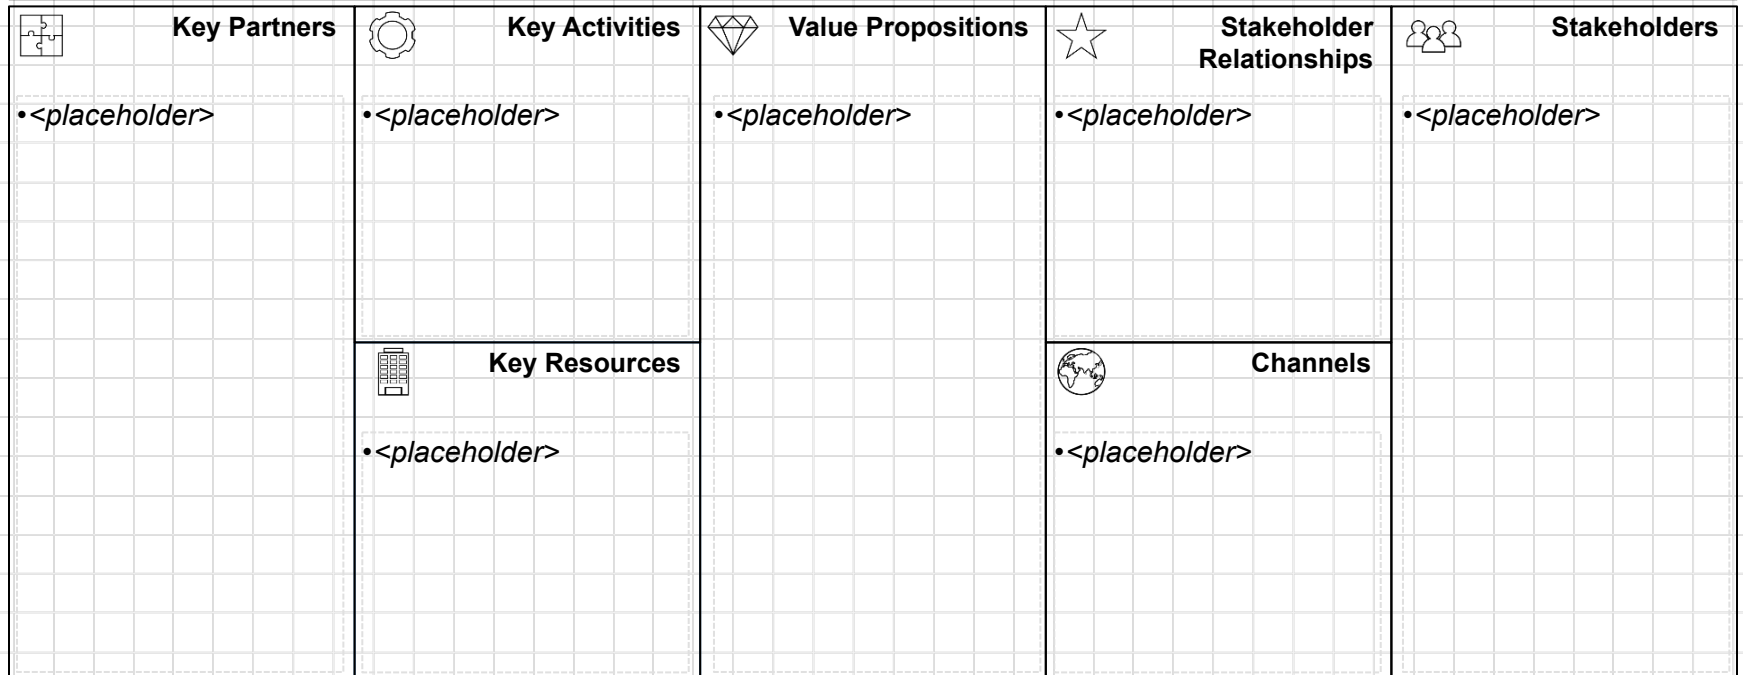 Key Partners
•<placeholder>
Key Activities
•<placeholder>
Key Resources
•<placeholder>
Value Propositions
•<placeholder>
Stakeholder
Relationships
•<placeholder>
Channels
•<placeholder>
Stakeholders
•<placeholder>